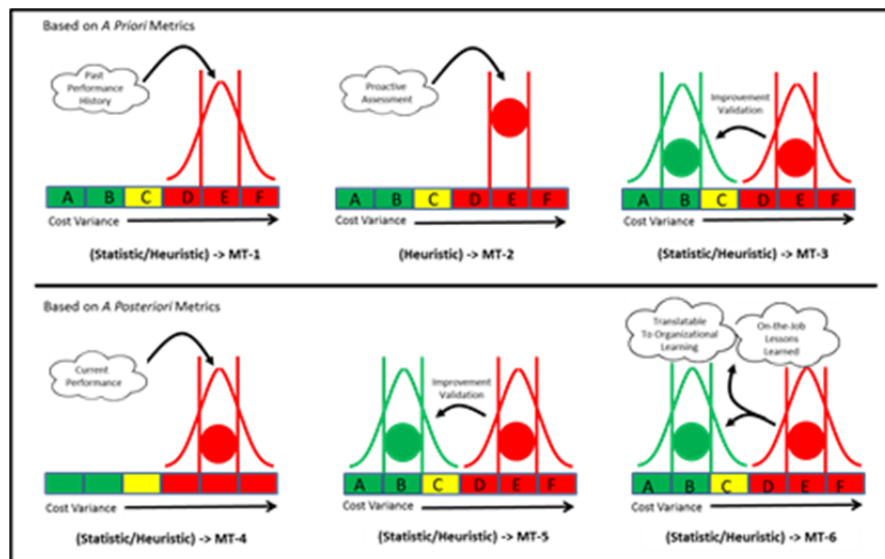 Based on A Priori Metrics
Past
Performance
History
A B C D E F
Cost Variance
(Statistic/Heuristic) -> MT-1
Proactive
Assessment
A B C D E F
Cost Variance
(Heuristic) -> MT-2
Improvement
Validation
A B C D E F
Cost Variance
(Statistic/Heuristic) -> MT-3
Based on A Posteriori Metrics
Current
Performance
Cost Variance
(Statistic/Heuristic) -> MT-4
Improvement
Validation
A B C D E F
Cost Variance
(Statistic/Heuristic) -> MT-5
Translatable
To Organizational
Learning
On-the-Job
Lessons
Learned
A B C D E F
Cost Variance
(Statistic/Heuristic) -> MT-6